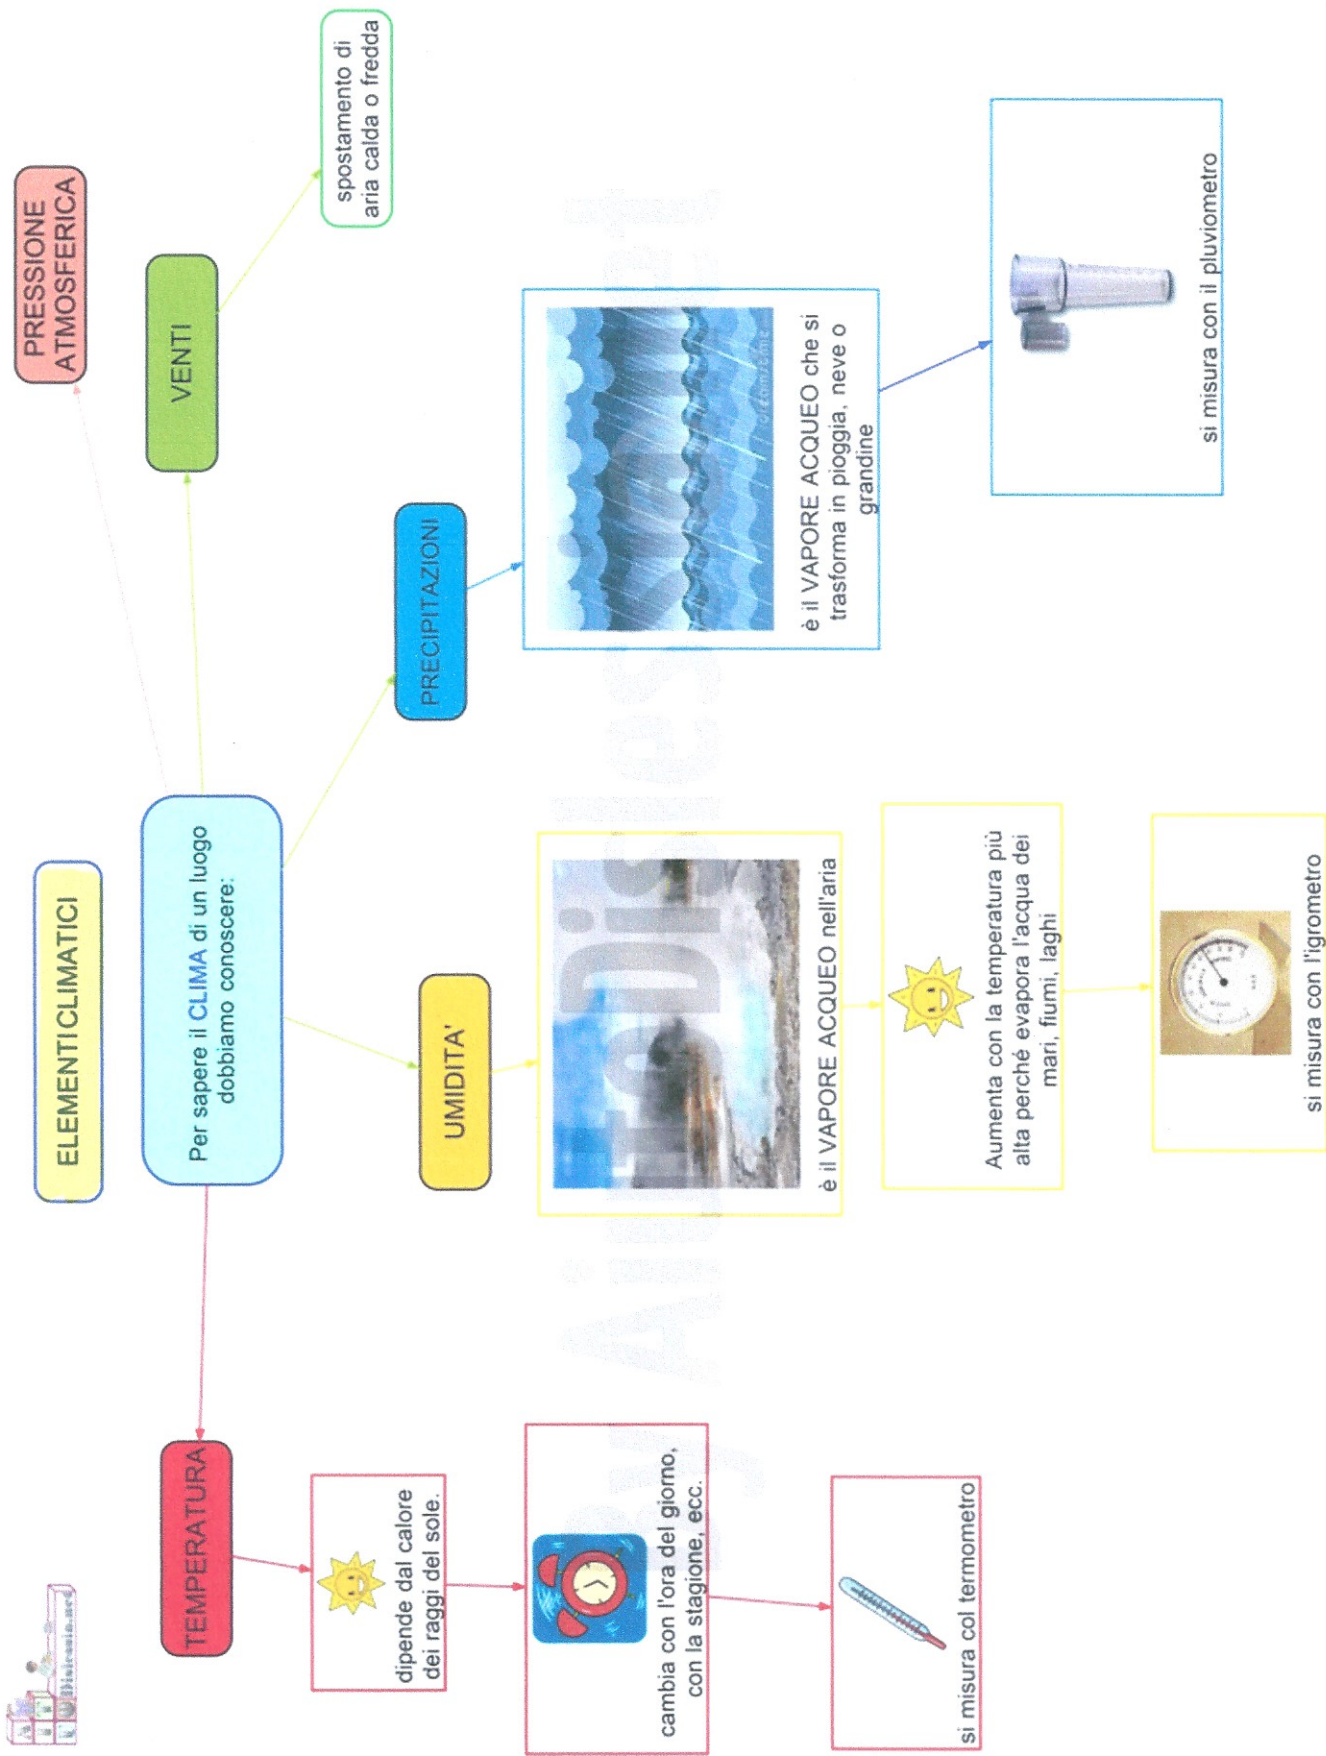 ELEMENTI CLIMATICI
Per sapere il CLIMA di un luogo
dobbiamo conoscere:
TEMPERATURA
dipende dal calore
dei raggi del sole.
cambia con l'ora del giorno,
con la stagione, ecc.
si misura col termometro
UMIDITA'
è il VAPORE ACQUEO nell'aria
Aumenta con la temperatura più
alta perché evapora l'acqua dei
mari, fiumi, laghi
si misura con l'igrometro
PRECIPITAZIONI
è il VAPORE ACQUEO che si
trasforma in pioggia, neve o
grandine
si misura con il pluviometro
VENTI
spostamento di
aria calda o fredda
PRESSIONE
ATMOSFERICA